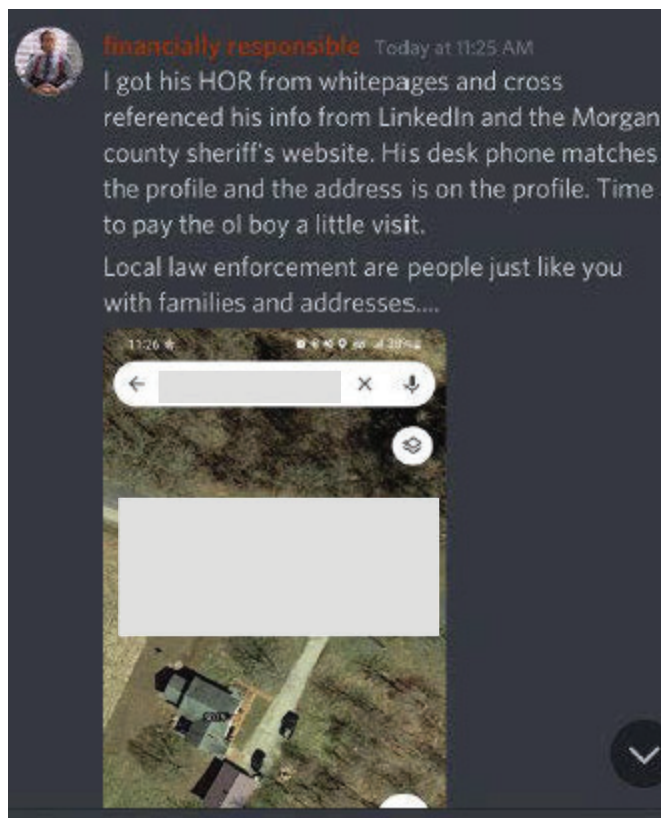 financially responsible Today at 11:25 AM
I got his HOR from whitepages and cross
referenced his info from LinkedIn and the Morgan
county sheriff's website. His desk phone matches
the profile and the address is on the profile. Time
to pay the ol boy a little visit.
Local law enforcement are people just like you
with families and addresses....
11:26